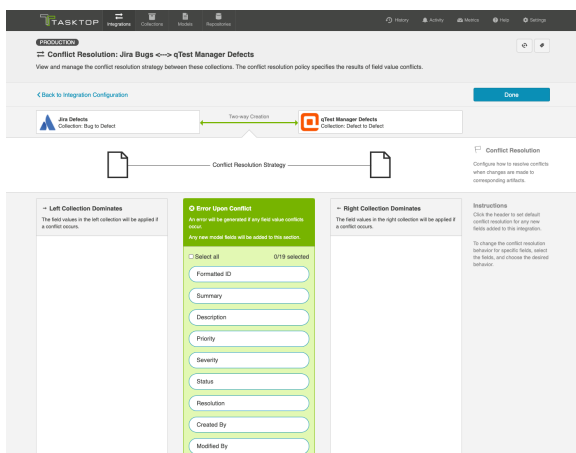 TASKTOP
Integrations
Collections
Models
Repositories
History
Activity
Metrics
Help
Settings
PRODUCTION
Conflict Resolution: Jira Bugs <---> qTest Manager Defects
View and manage the conflict resolution strategy between these collections. The conflict resolution policy specifies the results of field value conflicts.
Back to Integration Configuration
Done
Jira Defects
Collection: Bug to Defect
Two-way Creation
qTest Manager Defects
Collection: Defect to Defect
Conflict Resolution Strategy
Conflict Resolution
Configure how to resolve conflicts
when changes are made to
corresponding artifacts.
Left Collection Dominates
The field values in the left collection will be applied if
a conflict occurs.
Error Upon Conflict
An error will be generated if any field value conflicts
occur.
Any new model fields will be added to this section.
Select all
0/19 selected
Formatted ID
Summary
Description
Priority
Severity
Status
Resolution
Created By
Modified By
Right Collection Dominates
The field values in the right collection will be applied if
a conflict occurs.
Instructions
Click the header to set default
conflict resolution for any new
fields added to this integration.
To change the conflict resolution
behavior for specific fields, select
the fields, and choose the desired
behavior.